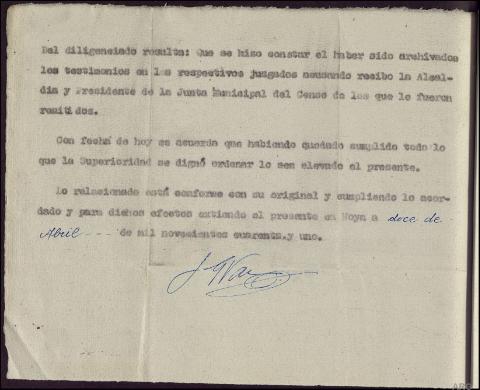 Del diligenciado resulta: Que se hizo constar el haber sido archivados
los testimonios en los respectivos juzgados acusando recibo la Alcal-
día y Presidente de la Junta Municipal del Censo de los que le fueron
remitidos.
Con fecha de hoy se acuerda que habiendo quedado cumplido todo lo
que la Superioridad se dignó ordenar le sea elevado el presente.
Lo relacionado está conforme con su original y cumpliendo lo acor-
dado y para dichos efectos extiendo el presente en Noya a doce de
Abril --- de mil novecientos cuarenta.y uno.